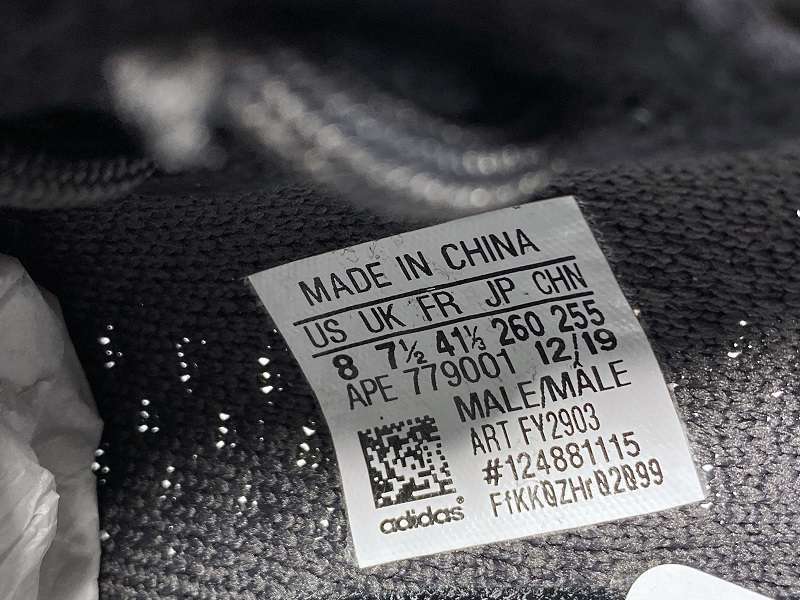 MADE IN CHINA
US UK FR JP CHN
8 7½ 41⅓ 260 255
APE 779001 12/19
MALE/MÂLE
ART FY2903
#124881115
FfKKQZHrQ2Q99
adidas®